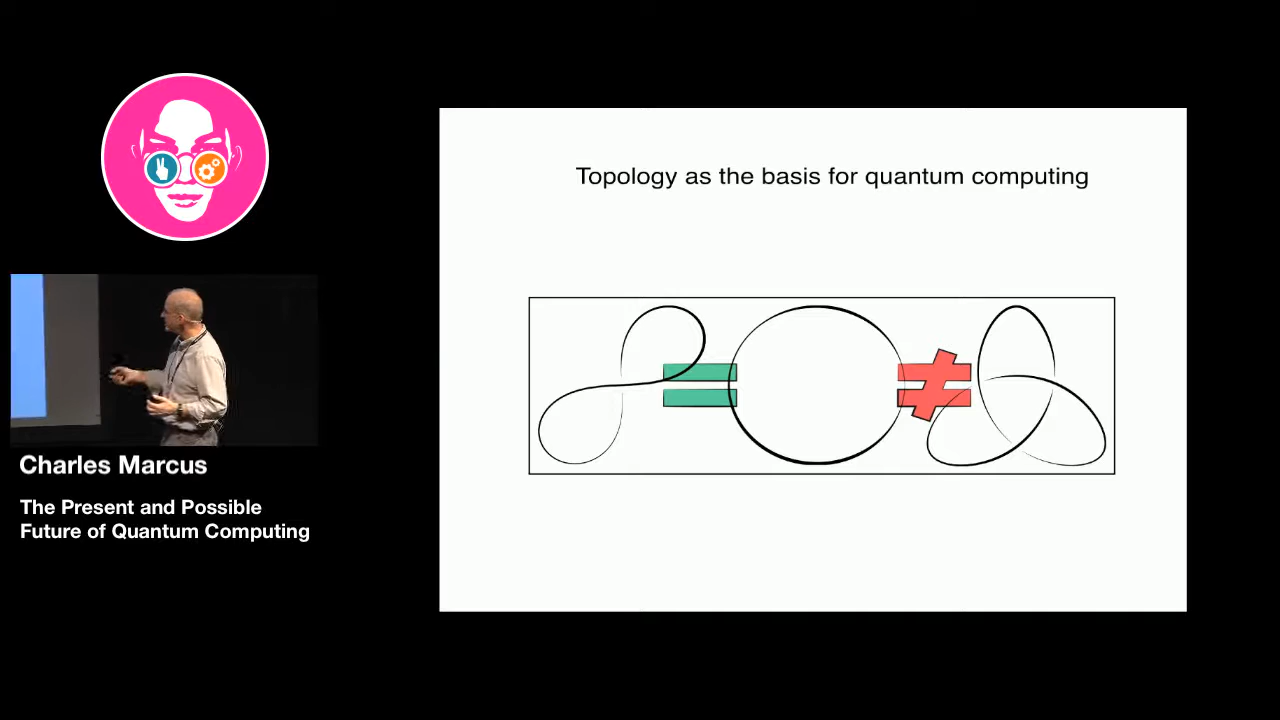 Topology as the basis for quantum computing
Charles Marcus
The Present and Possible
Future of Quantum Computing